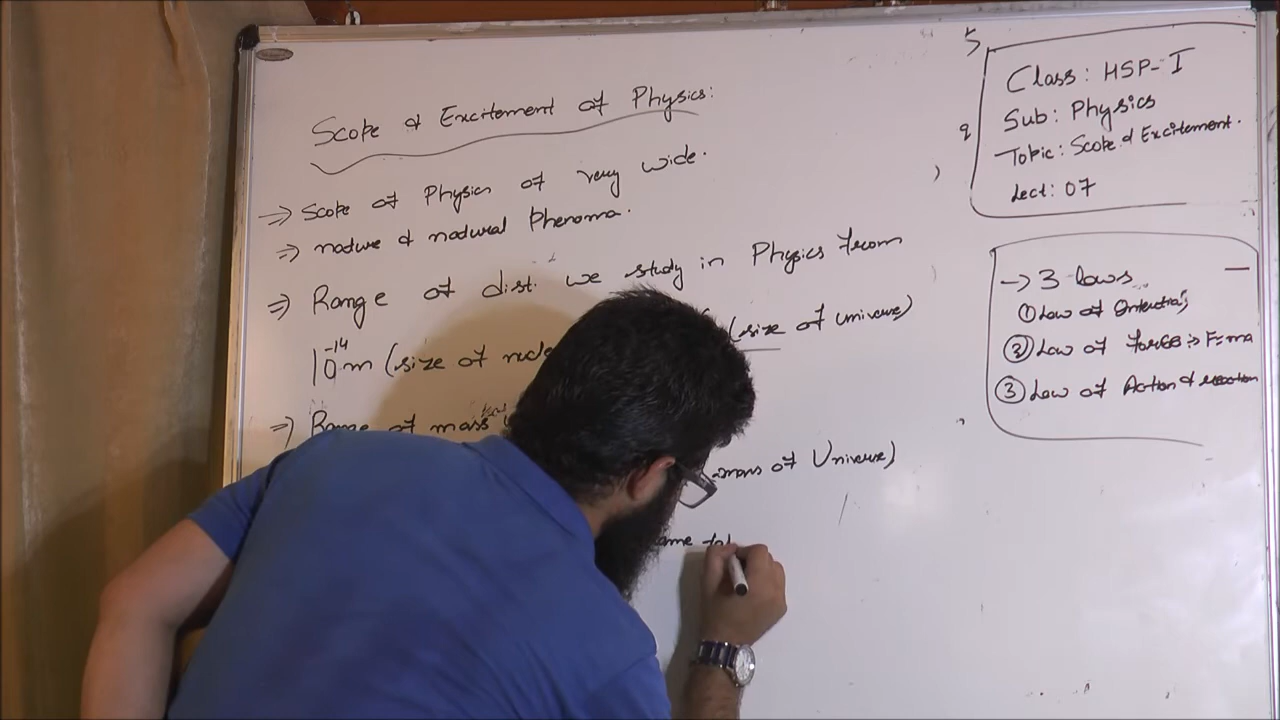 Scope & Excitement of Physics:
=> Scope of Physics of very wide.
=> nature & natural Phenoma.
=> Range of dist. we study in Physics from
10^-14 m (size of (size of universe)
=> Range of mass
mass of Universe)
Class: HSP-I
Sub: Physics
Topic: Scope & Excitement.
Lect: 07
-> 3 laws
① Law of
② Law of Force => F=ma
③ Law of Action & reaction